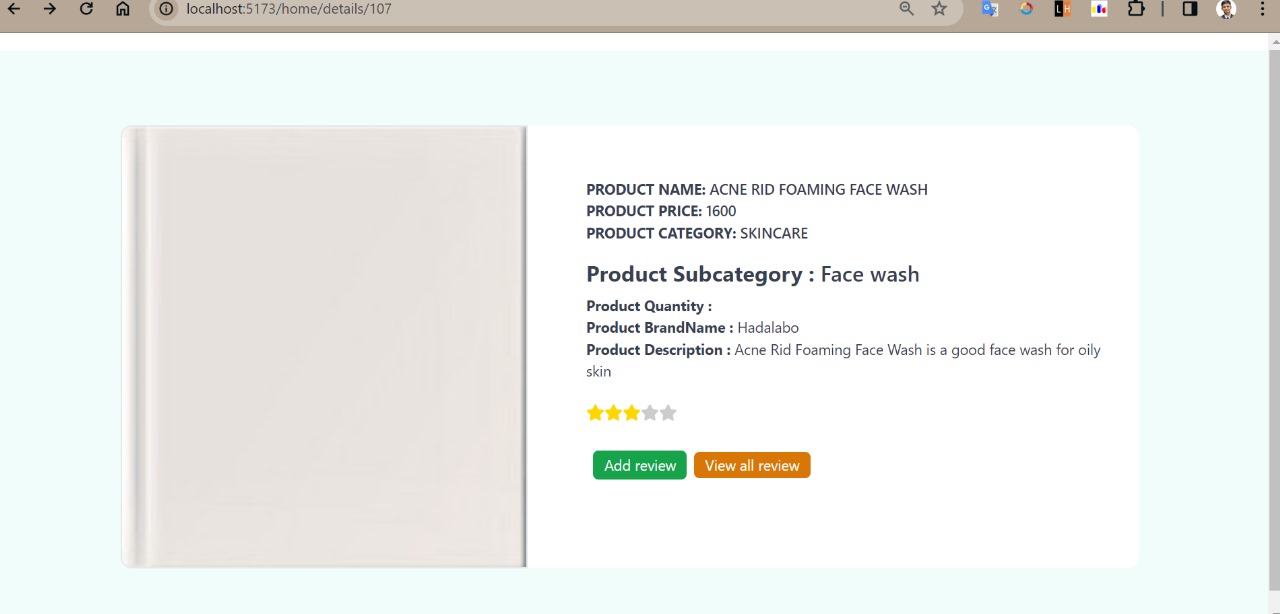 localhost:5173/home/details/107
LH
PRODUCT NAME: ACNE RID FOAMING FACE WASH
PRODUCT PRICE: 1600
PRODUCT CATEGORY: SKINCARE
Product Subcategory : Face wash
Product Quantity :
Product BrandName : Hadalabo
Product Description : Acne Rid Foaming Face Wash is a good face wash for oily
skin
Add review View all review